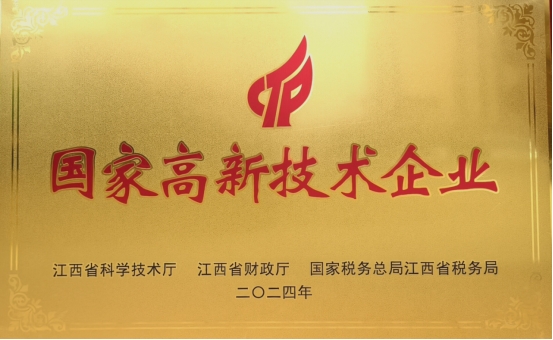 CTP
国家高新技术企业
江西省科学技术厅 江西省财政厅 国家税务总局江西省税务局
二〇二四年